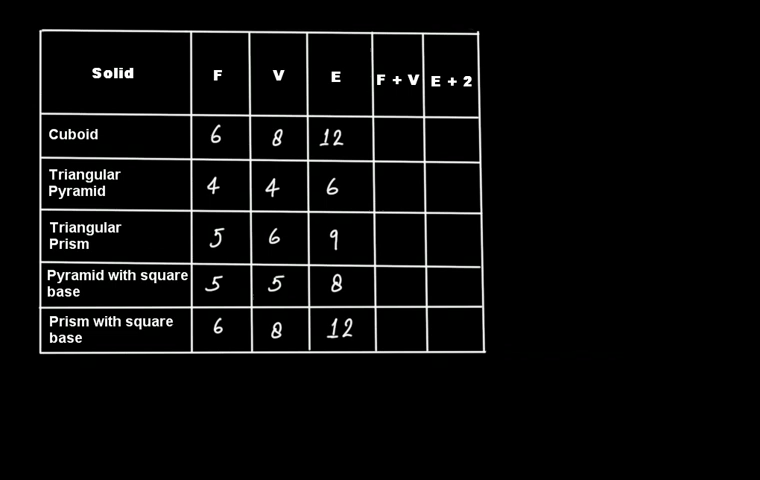 Solid F V E F + V E + 2
Cuboid 6 8 12
Triangular
Pyramid 4 4 6
Triangular
Prism 5 6 9
Pyramid with square
base 5 5 8
Prism with square
base 6 8 12